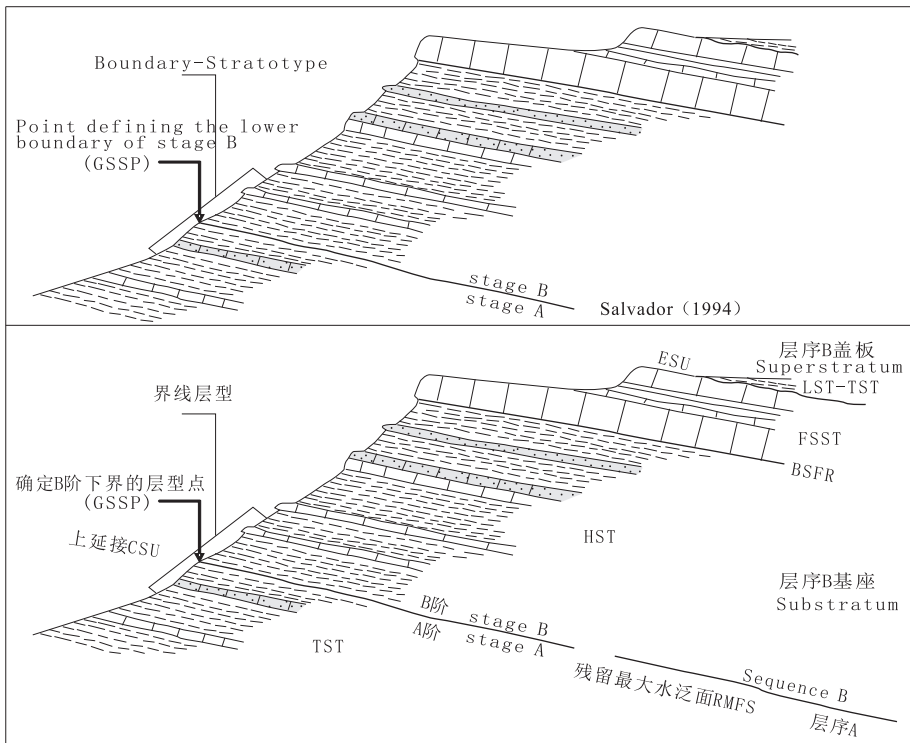 Boundary-Stratotype
Point defining the lower
boundary of stage B
(GSSP)
stage B
stage A
Salvador（1994）
层序B盖板
Superstratum
LST-TST
ESU
界线层型
FSST
BSFR
确定B阶下界的层型点
(GSSP)
上延接CSU
HST
层序B基座
Substratum
B阶 stage B
A阶 stage A
TST
Sequence B
残留最大水泛面RMFS
层序A